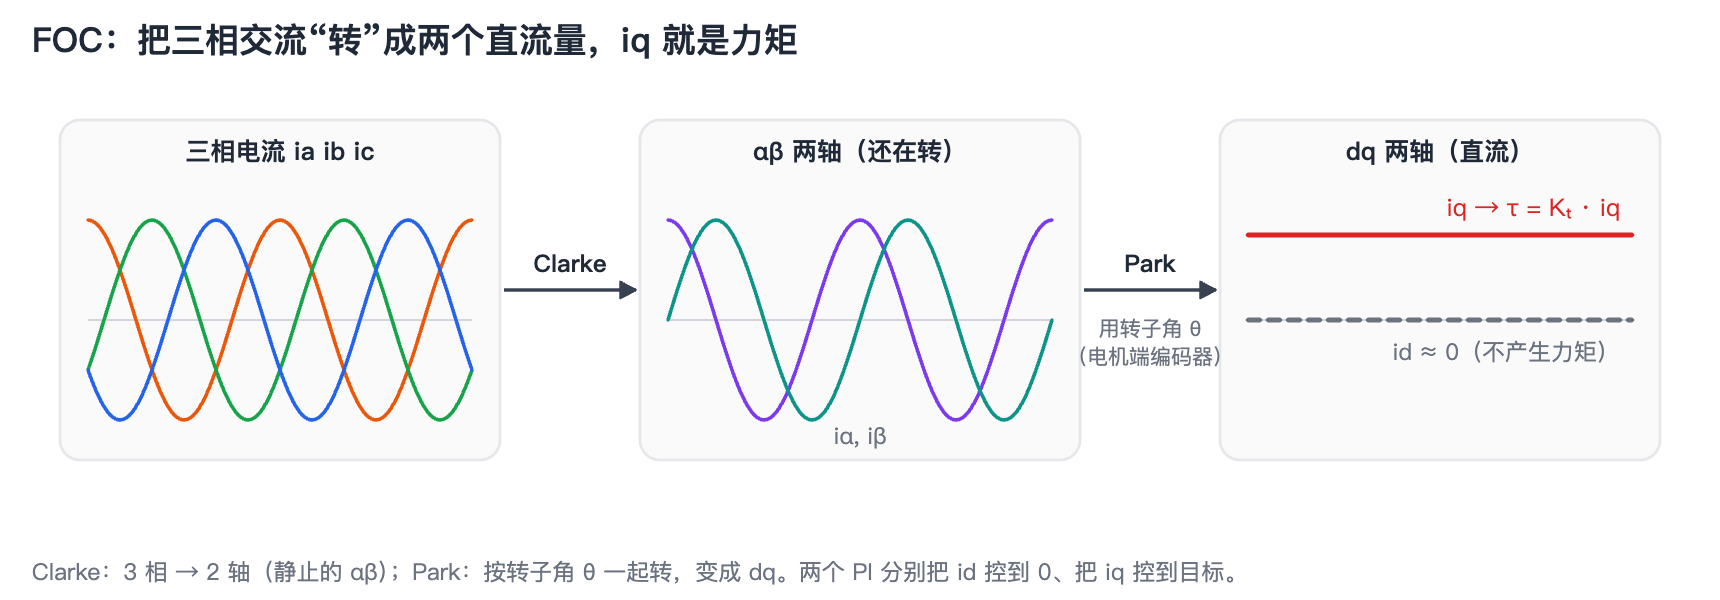 FOC：把三相交流“转”成两个直流量，iq 就是力矩
三相电流 ia ib ic
Clarke
αβ 两轴（还在转）
iα, iβ
Park
用转子角 θ
(电机端编码器)
dq 两轴（直流）
iq → τ = Kₜ · iq
id ≈ 0（不产生力矩）
Clarke：3 相 → 2 轴（静止的 αβ）；Park：按转子角 θ 一起转，变成 dq。两个 PI 分别把 id 控到 0、把 iq 控到目标。